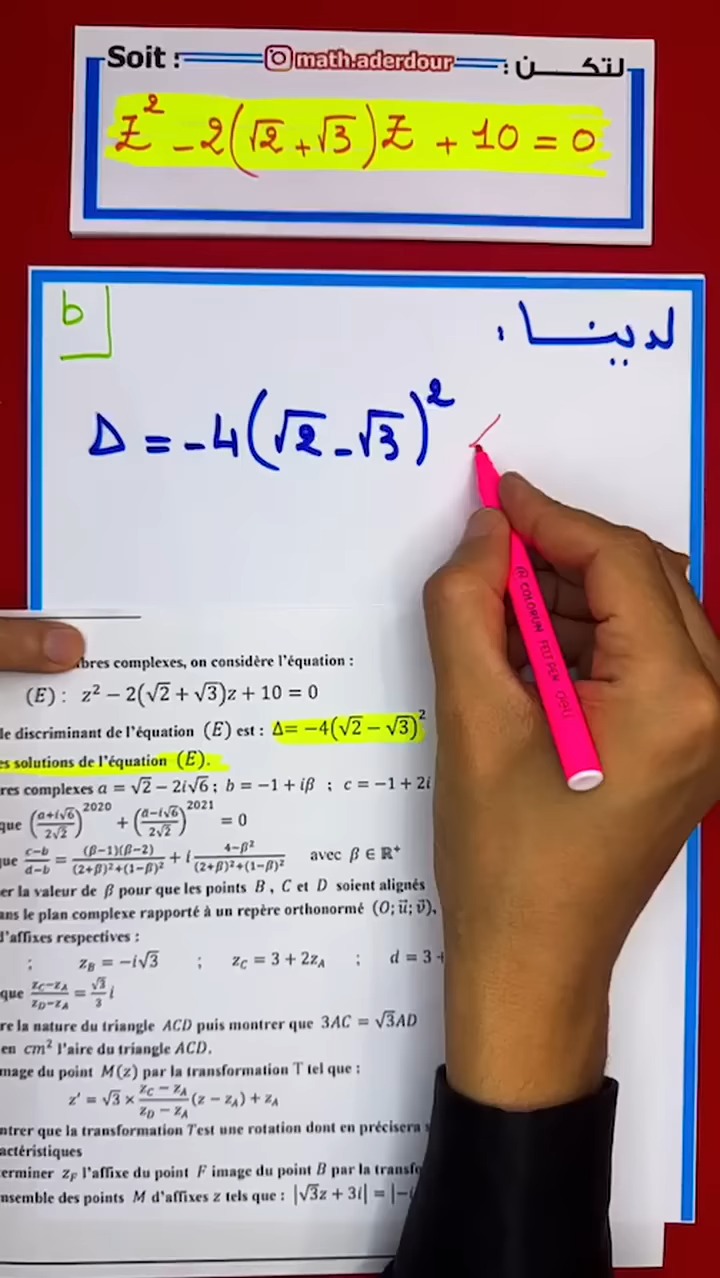 Soit : math.aderdour لتكن :
Z² - 2(√2 + √3)Z + 10 = 0
b لدينا :
Δ = -4(√2 - √3)²
bres complexes, on considère l'équation :
(E) : z² − 2(√2 + √3)z + 10 = 0
le discriminant de l'équation (E) est : Δ= −4(√2 − √3)²
es solutions de l'équation (E).
res complexes a = √2 − 2i√6 ; b = −1 + iβ ; c = −1 + 2i
que ((a+i√6)/(2√2))^2020 + ((a−i√6)/(2√2))^2021 = 0
que (c−b)/(d−b) = ((β−1)(β−2))/((2+β)²+(1−β)²) + i (4−β²)/((2+β)²+(1−β)²) avec β ∈ ℝ⁺
er la valeur de β pour que les points B , C et D soient alignés
ans le plan complexe rapporté à un repère orthonormé (O; u⃗; v⃗),
d'affixes respectives :
; z_B = −i√3 ; z_C = 3 + 2z_A ; d = 3 +
que (z_C−z_A)/(z_D−z_A) = (√3/3) i
re la nature du triangle ACD puis montrer que 3AC = √3AD
en cm² l'aire du triangle ACD.
mage du point M(z) par la transformation T tel que :
z' = √3 × (z_C − z_A)/(z_D − z_A) (z − z_A) + z_A
ntrer que la transformation T est une rotation dont en précisera s
actéristiques
erminer z_F l'affixe du point F image du point B par la transfo
nsemble des points M d'affixes z tels que : |√3z + 3i| = |−
COLORUN FELT PEN deli